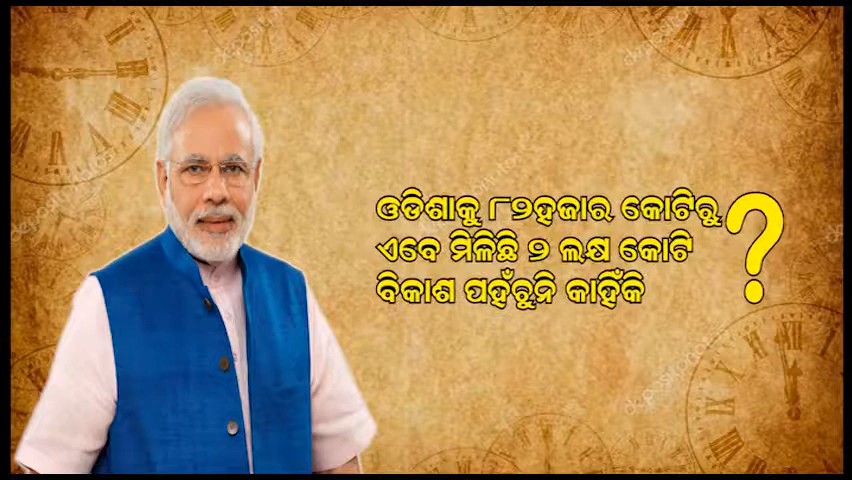 ଓଡିଶାକୁ ୮୨ହଜାର କୋଟିରୁ
ଏବେ ମିଳିଛି ୨ ଲକ୍ଷ କୋଟି
ବିକାଶ ପହଁଚୁନି କାହିଁକି ?